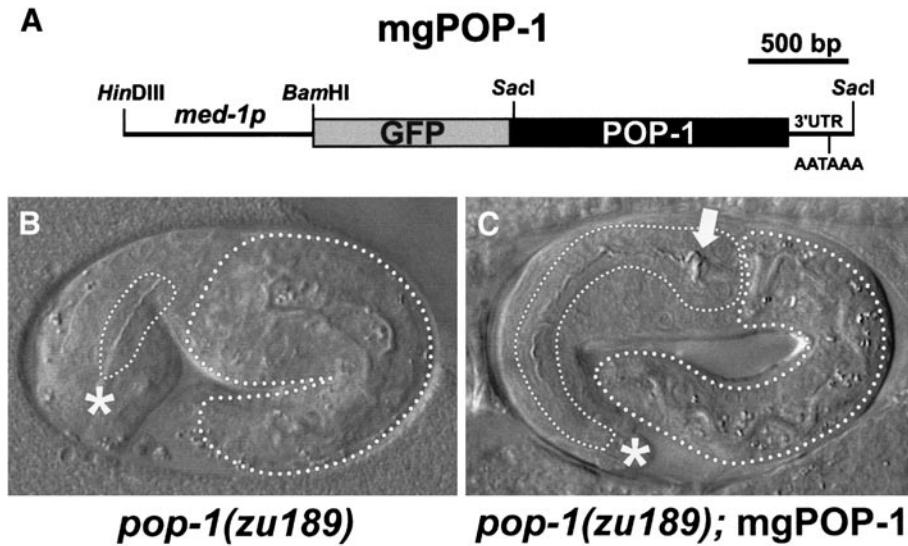 A
mgPOP-1
500 bp
HinDIII
BamHI
SacI
SacI
med-1p
GFP
POP-1
3'UTR
AATAAA
B
*
C
*
pop-1(zu189)
pop-1(zu189); mgPOP-1